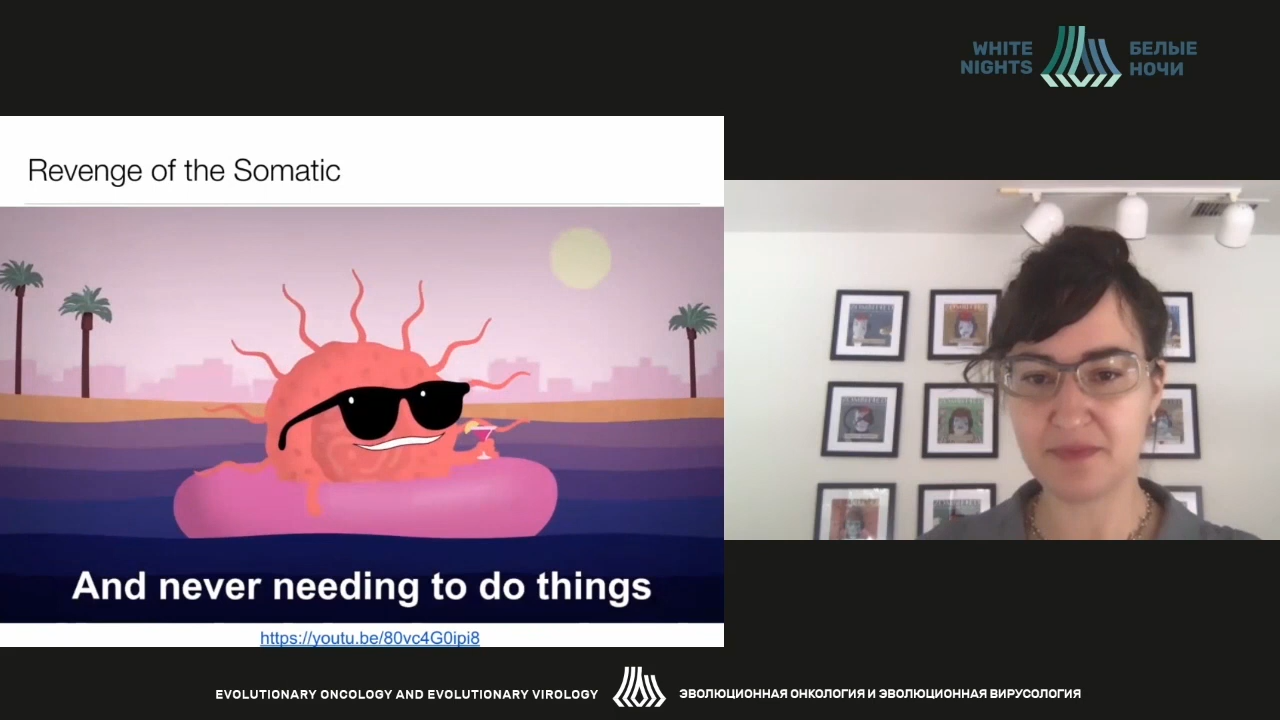 WHITE
NIGHTS
БЕЛЫЕ
НОЧИ
Revenge of the Somatic
And never needing to do things
https://youtu.be/80vc4G0ipi8
EVOLUTIONARY ONCOLOGY AND EVOLUTIONARY VIROLOGY
ЭВОЛЮЦИОННАЯ ОНКОЛОГИЯ И ЭВОЛЮЦИОННАЯ ВИРУСОЛОГИЯ